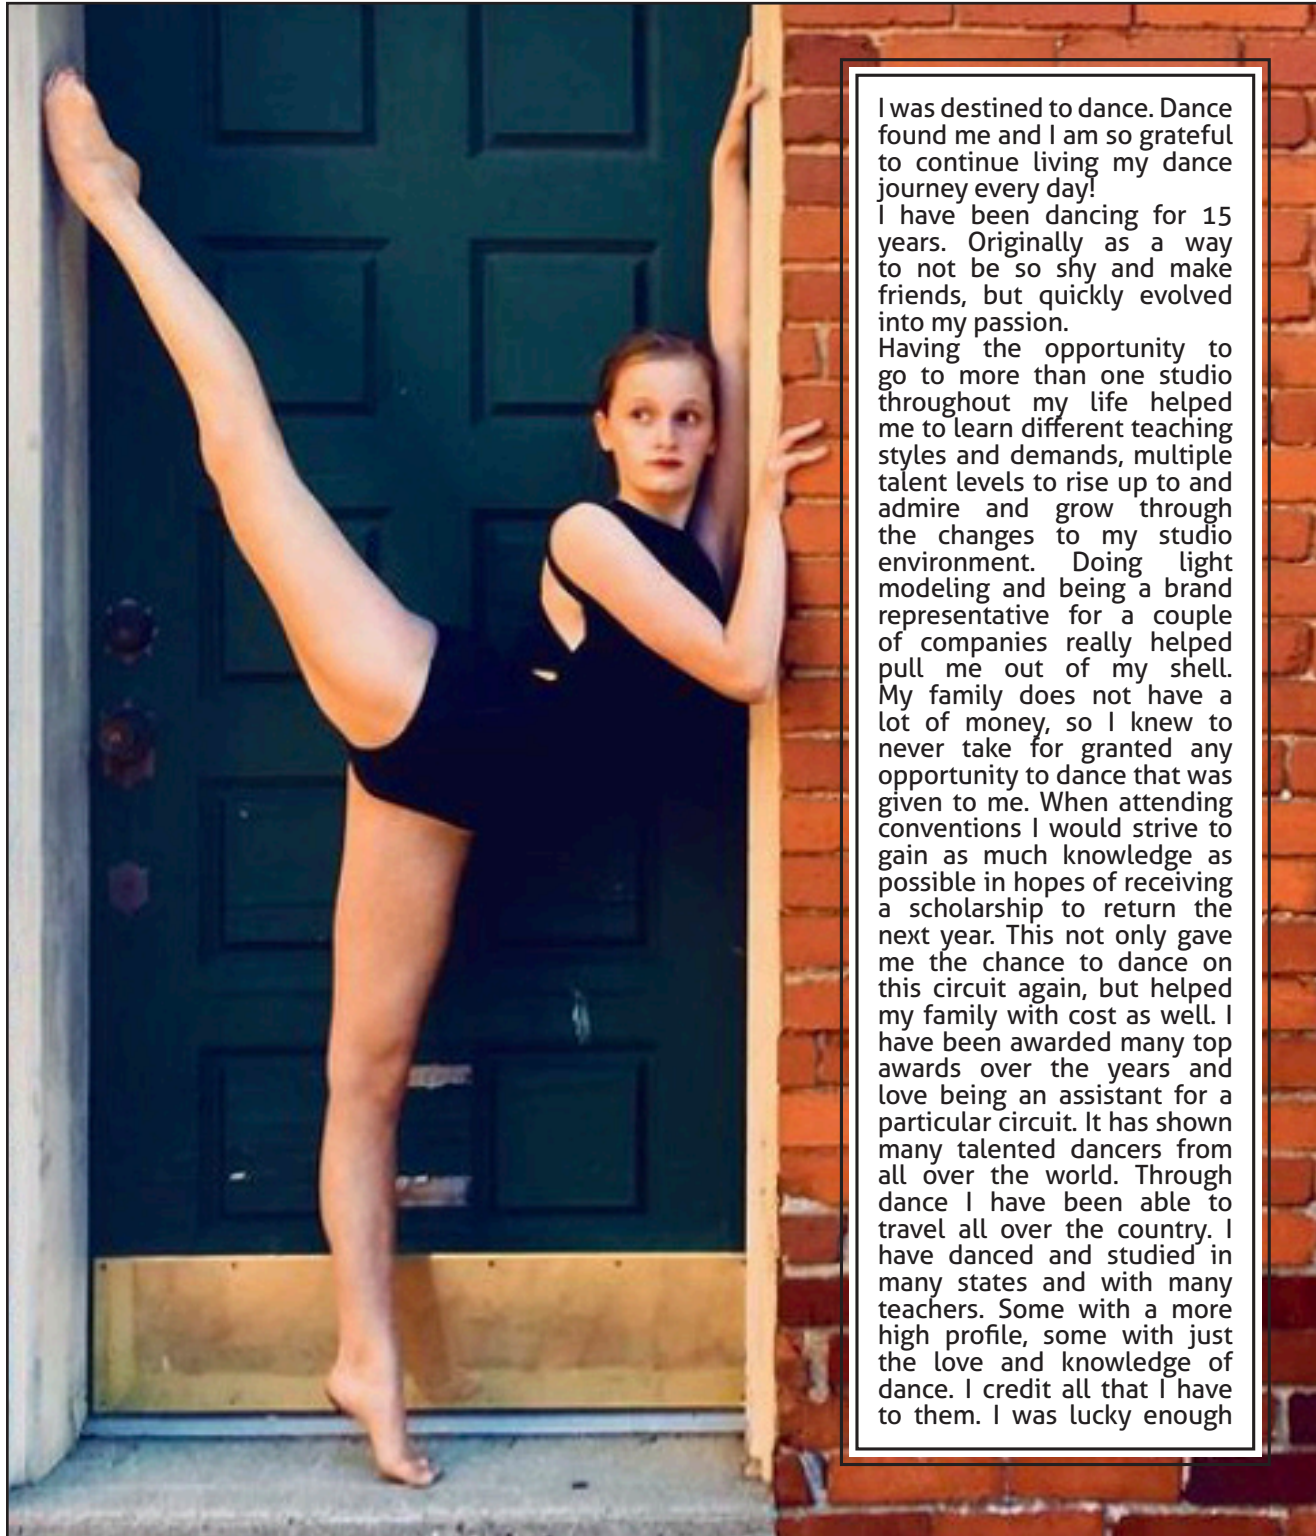 I was destined to dance. Dance
found me and I am so grateful
to continue living my dance
journey every day!
I have been dancing for 15
years. Originally as a way
to not be so shy and make
friends, but quickly evolved
into my passion.
Having the opportunity to
go to more than one studio
throughout my life helped
me to learn different teaching
styles and demands, multiple
talent levels to rise up to and
admire and grow through
the changes to my studio
environment. Doing light
modeling and being a brand
representative for a couple
of companies really helped
pull me out of my shell.
My family does not have a
lot of money, so I knew to
never take for granted any
opportunity to dance that was
given to me. When attending
conventions I would strive to
gain as much knowledge as
possible in hopes of receiving
a scholarship to return the
next year. This not only gave
me the chance to dance on
this circuit again, but helped
my family with cost as well. I
have been awarded many top
awards over the years and
love being an assistant for a
particular circuit. It has shown
many talented dancers from
all over the world. Through
dance I have been able to
travel all over the country. I
have danced and studied in
many states and with many
teachers. Some with a more
high profile, some with just
the love and knowledge of
dance. I credit all that I have
to them. I was lucky enough